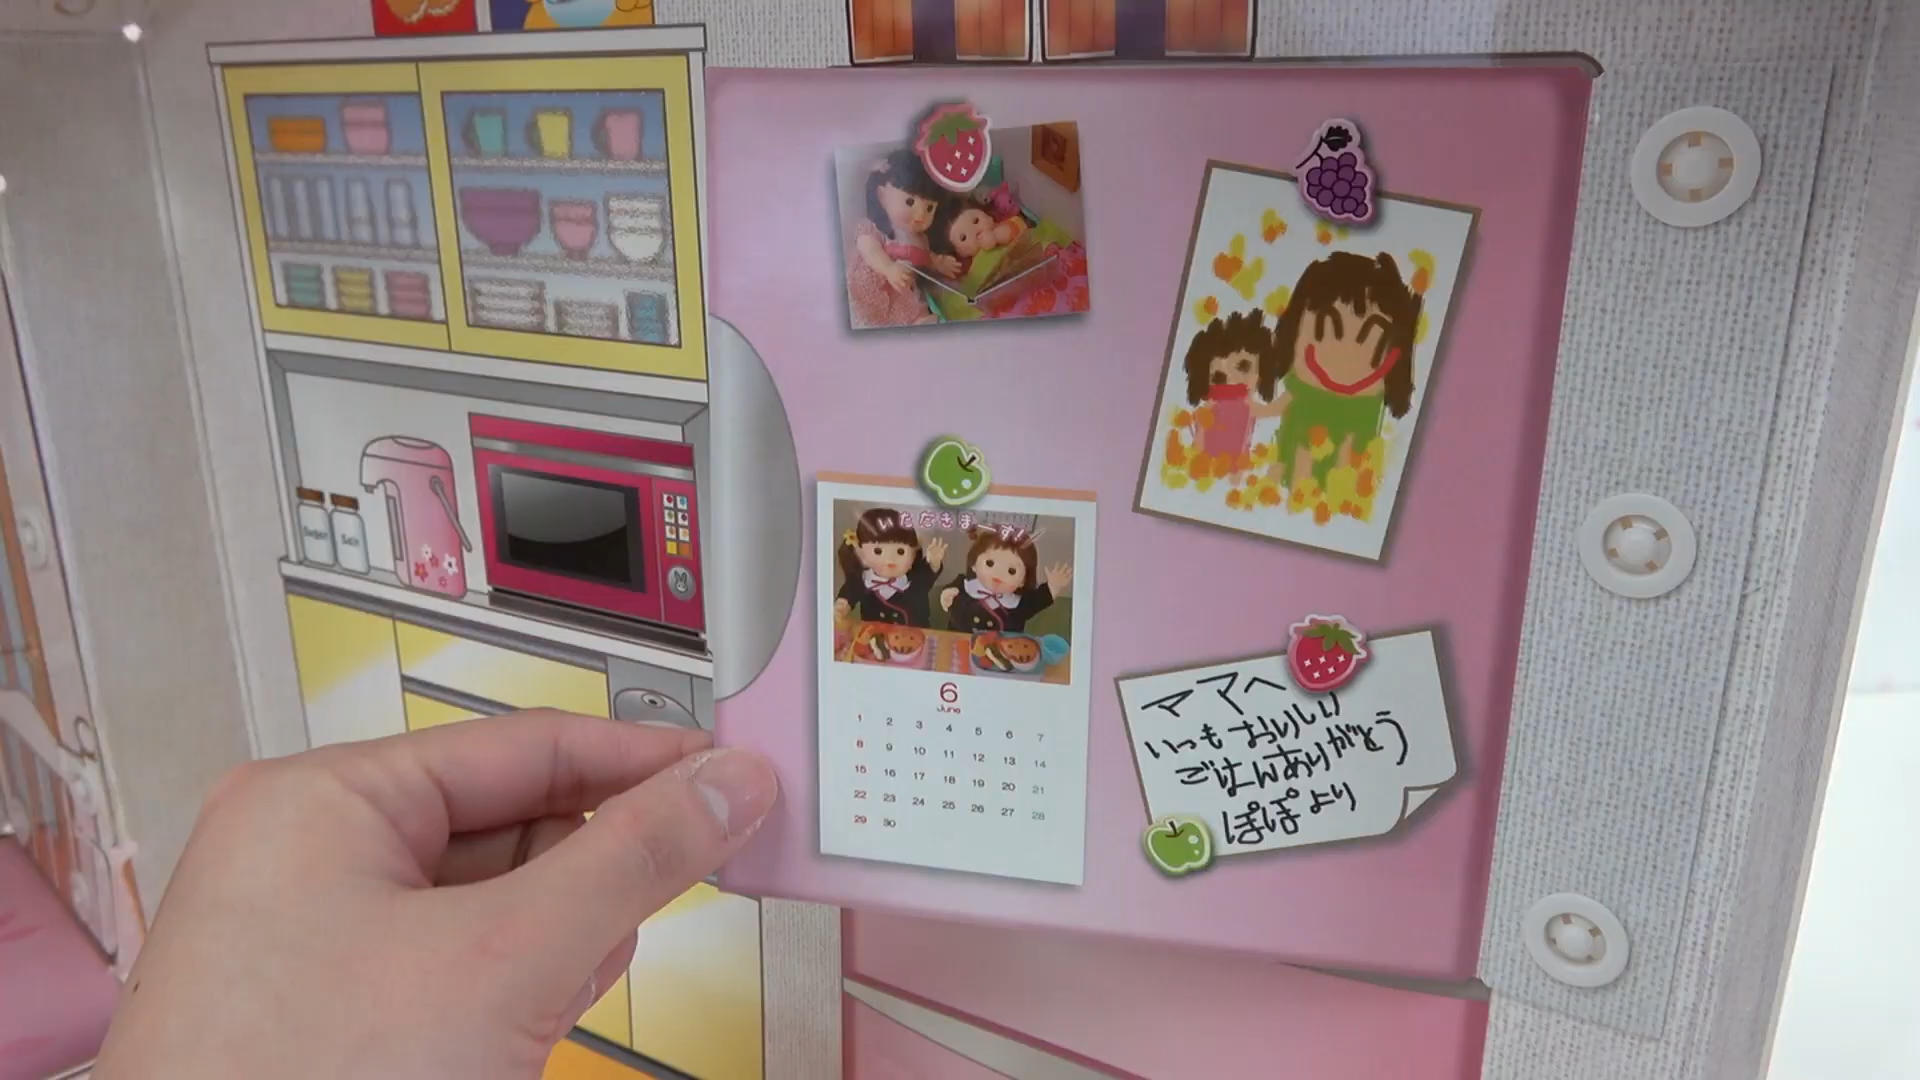 Sugar
Salt
いただきまーす!
6
June
1 2 3 4 5 6 7
8 9 10 11 12 13 14
15 16 17 18 19 20 21
22 23 24 25 26 27 28
29 30
ママへ
いつもおいしい
ごはんありがとう
ぽぽより